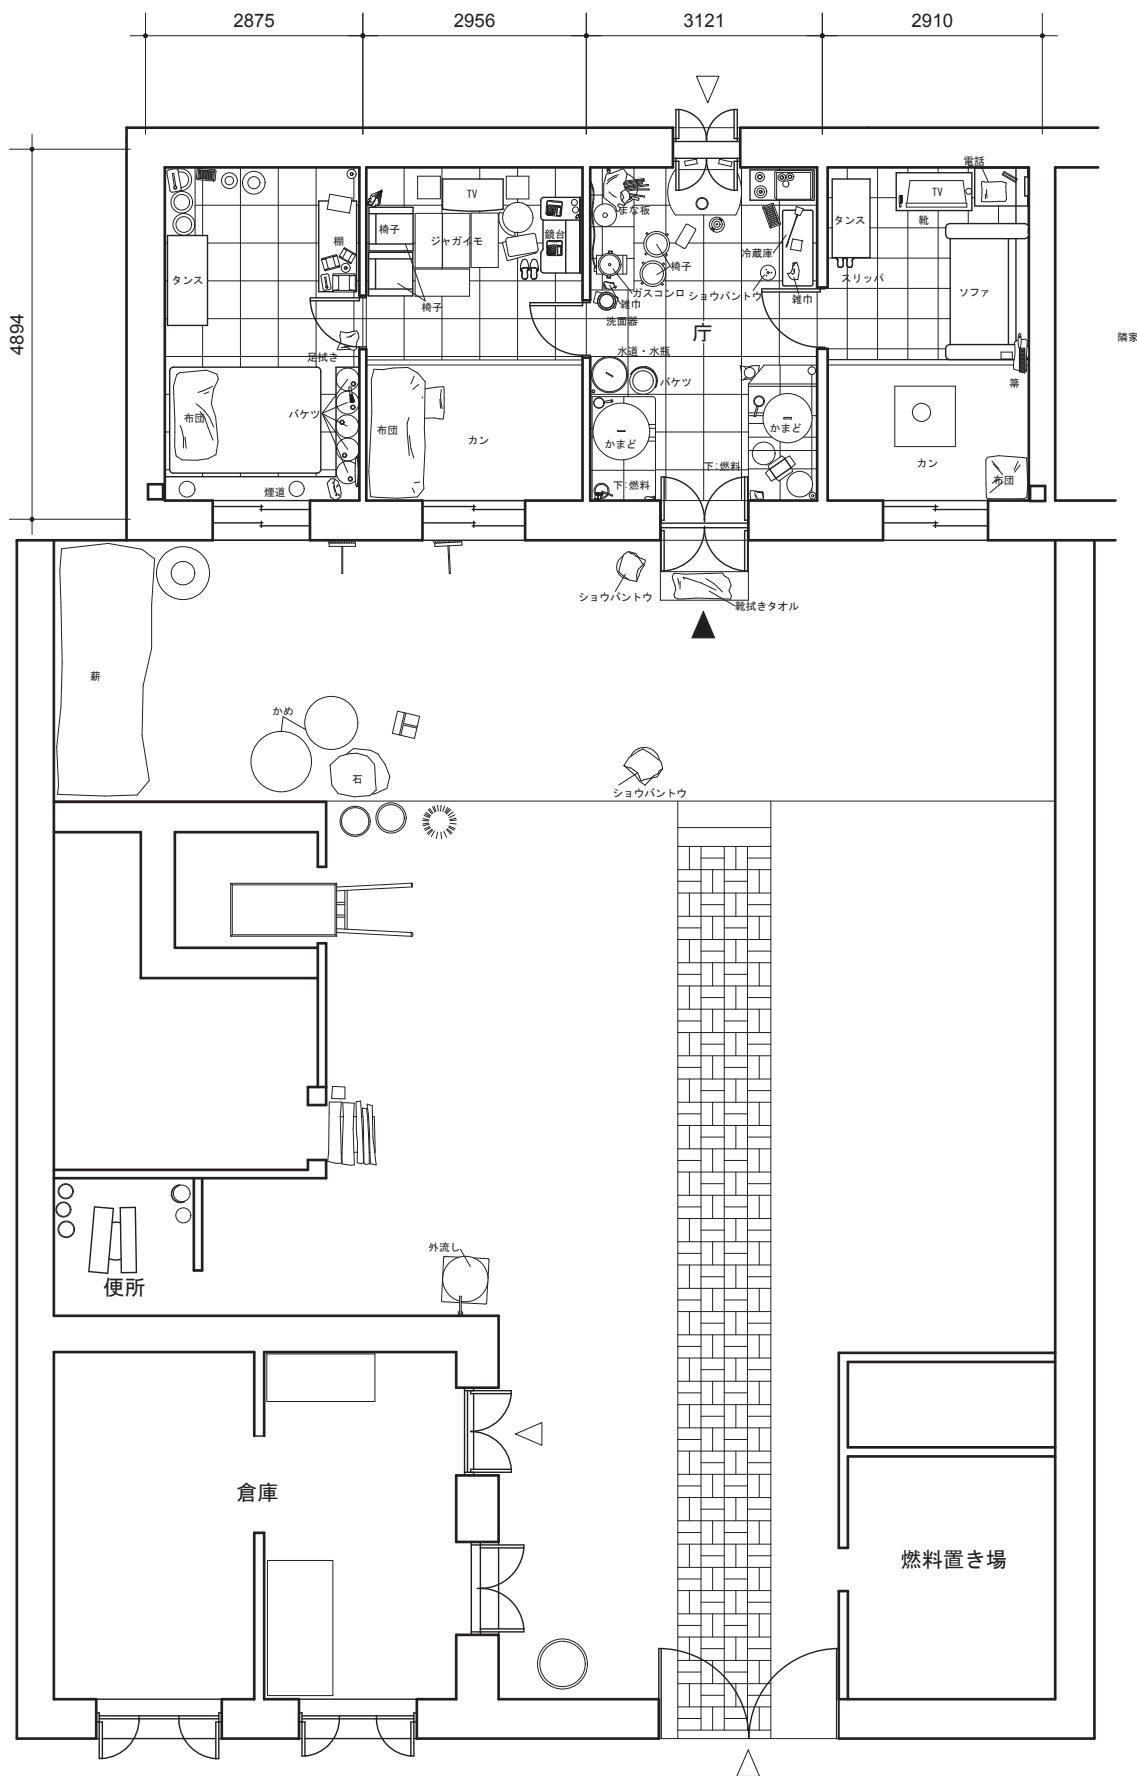 2875
2956
3121
2910
4894
電話
TV
TV
まな板
タンス
靴
棚
椅子
ジャガイモ
鏡台
冷蔵庫
椅子
タンス
スリッパ
ソファ
ガスコンロ
ショウバントウ
雑巾
椅子
雑巾
洗面器
庁
隣家
足拭き
水道・水瓶
バケツ
箒
布団
バケツ
布団
カン
かまど
かまど
カン
下:燃料
下:燃料
布団
煙道
ショウバントウ
靴拭きタオル
薪
かめ
石
ショウバントウ
外流し
便所
倉庫
燃料置き場